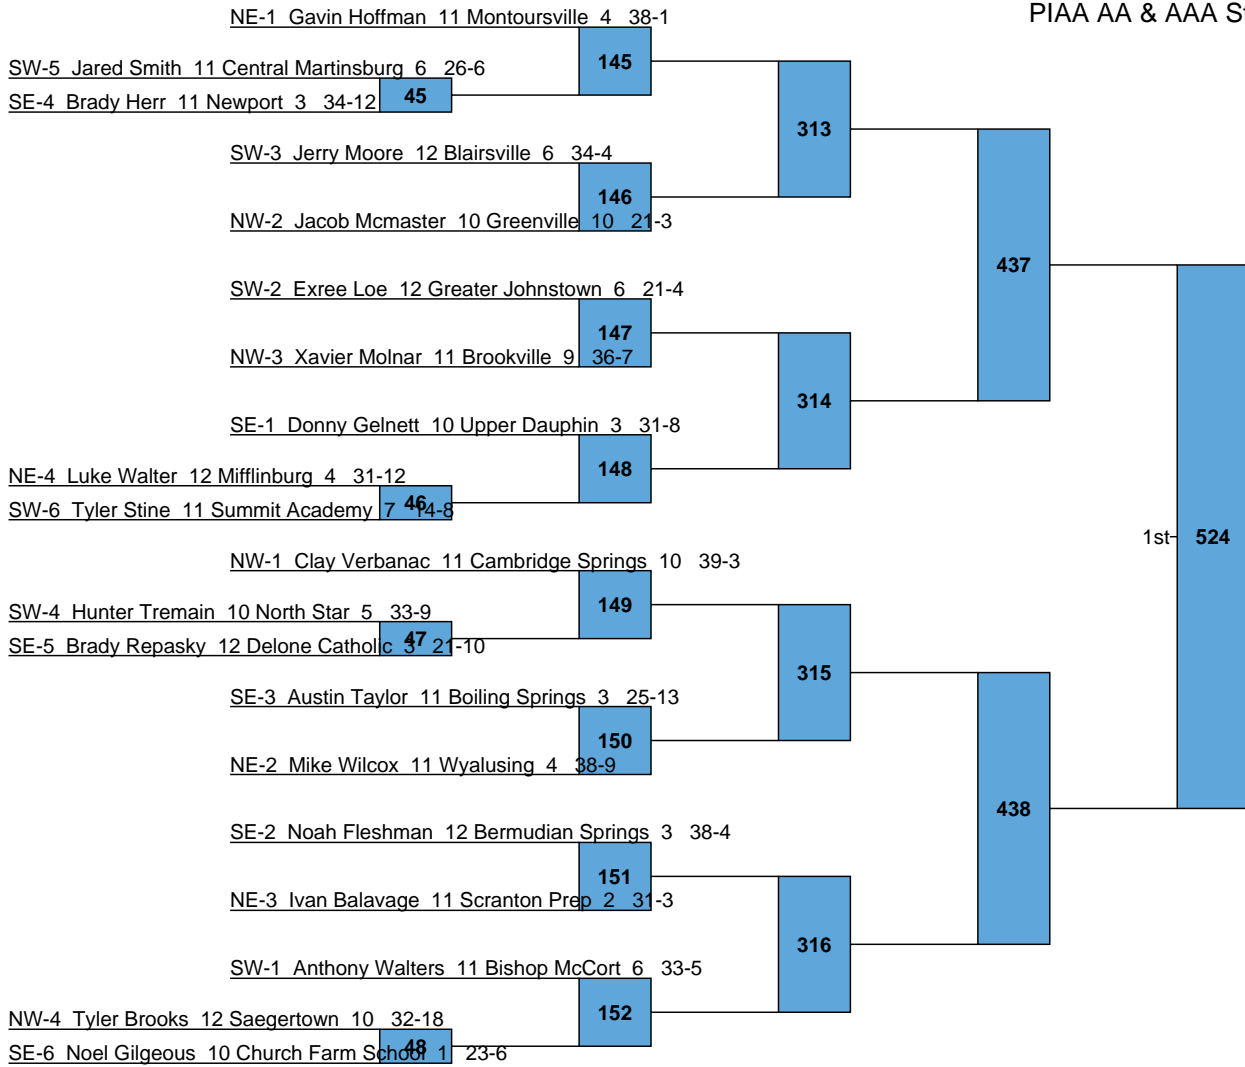 NE-1 Gavin Hoffman 11 Montoursville 4 38-1
PIAA AA & AAA S
145
SW-5 Jared Smith 11 Central Martinsburg 6 26-6
45
SE-4 Brady Herr 11 Newport 3 34-12
313
SW-3 Jerry Moore 12 Blairsville 6 34-4
146
NW-2 Jacob Mcmaster 10 Greenville 10 21-3
437
SW-2 Exree Loe 12 Greater Johnstown 6 21-4
147
NW-3 Xavier Molnar 11 Brookville 9 36-7
314
SE-1 Donny Gelnett 10 Upper Dauphin 3 31-8
148
NE-4 Luke Walter 12 Mifflinburg 4 31-12
46
SW-6 Tyler Stine 11 Summit Academy 7 14-8
1st
524
NW-1 Clay Verbanac 11 Cambridge Springs 10 39-3
149
SW-4 Hunter Tremain 10 North Star 5 33-9
47
SE-5 Brady Repasky 12 Delone Catholic 3 21-10
315
SE-3 Austin Taylor 11 Boiling Springs 3 25-13
150
NE-2 Mike Wilcox 11 Wyalusing 4 38-9
438
SE-2 Noah Fleshman 12 Bermudian Springs 3 38-4
151
NE-3 Ivan Balavage 11 Scranton Prep 2 31-3
316
SW-1 Anthony Walters 11 Bishop McCort 6 33-5
152
NW-4 Tyler Brooks 12 Saegertown 10 32-18
48
SE-6 Noel Gilgeous 10 Church Farm School 1 23-6